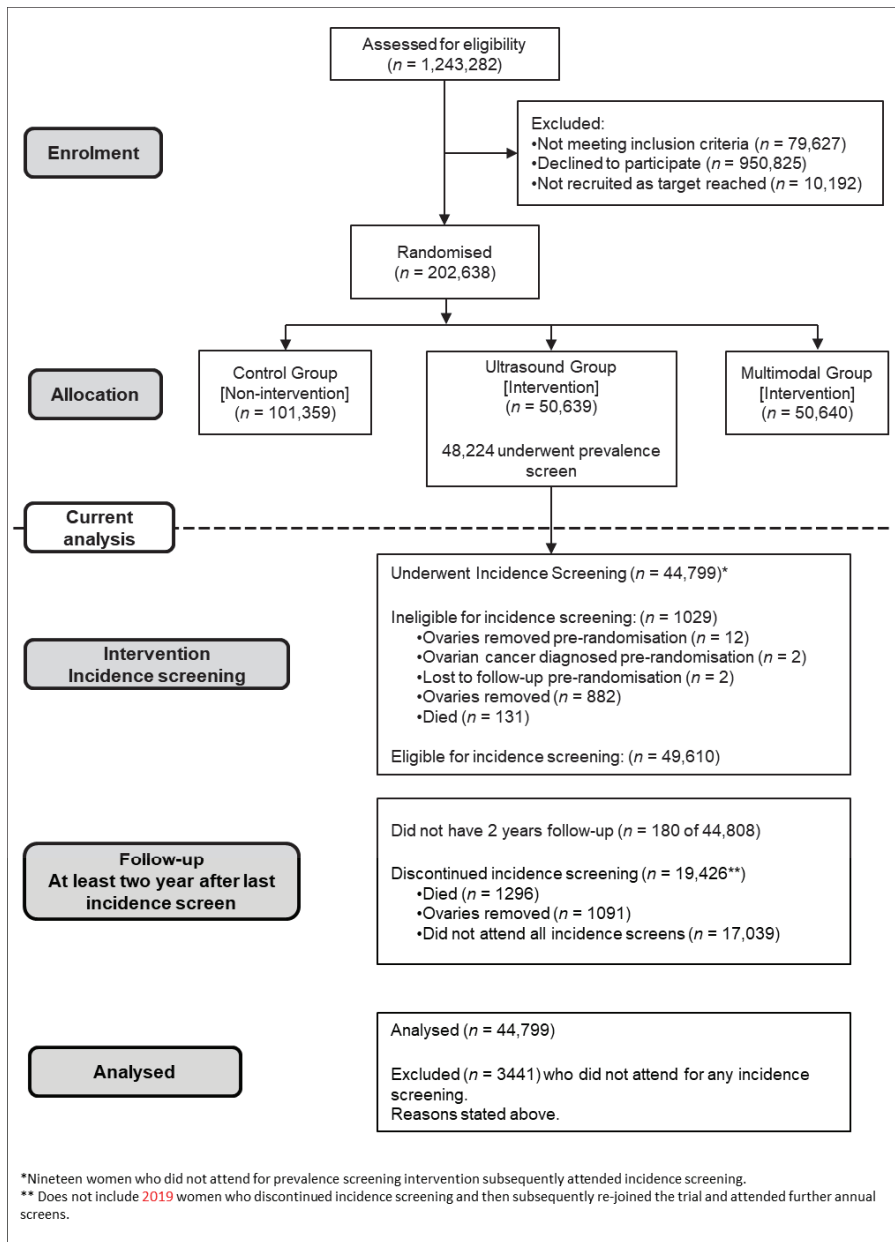 Assessed for eligibility
(n = 1,243,282)
Enrolment
Excluded:
•Not meeting inclusion criteria (n = 79,627)
•Declined to participate (n = 950,825)
•Not recruited as target reached (n = 10,192)
Randomised
(n = 202,638)
Allocation
Control Group
[Non-intervention]
(n = 101,359)
Ultrasound Group
[Intervention]
(n = 50,639)
48,224 underwent prevalence
screen
Multimodal Group
[Intervention]
(n = 50,640)
Current
analysis
Intervention
Incidence screening
Underwent Incidence Screening (n = 44,799)*
Ineligible for incidence screening: (n = 1029)
•Ovaries removed pre-randomisation (n = 12)
•Ovarian cancer diagnosed pre-randomisation (n = 2)
•Lost to follow-up pre-randomisation (n = 2)
•Ovaries removed (n = 882)
•Died (n = 131)
Eligible for incidence screening: (n = 49,610)
Follow-up
At least two year after last
incidence screen
Did not have 2 years follow-up (n = 180 of 44,808)
Discontinued incidence screening (n = 19,426**)
•Died (n = 1296)
•Ovaries removed (n = 1091)
•Did not attend all incidence screens (n = 17,039)
Analysed
Analysed (n = 44,799)
Excluded (n = 3441) who did not attend for any incidence
screening.
Reasons stated above.
*Nineteen women who did not attend for prevalence screening intervention subsequently attended incidence screening.
** Does not include 2019 women who discontinued incidence screening and then subsequently re-joined the trial and attended further annual
screens.